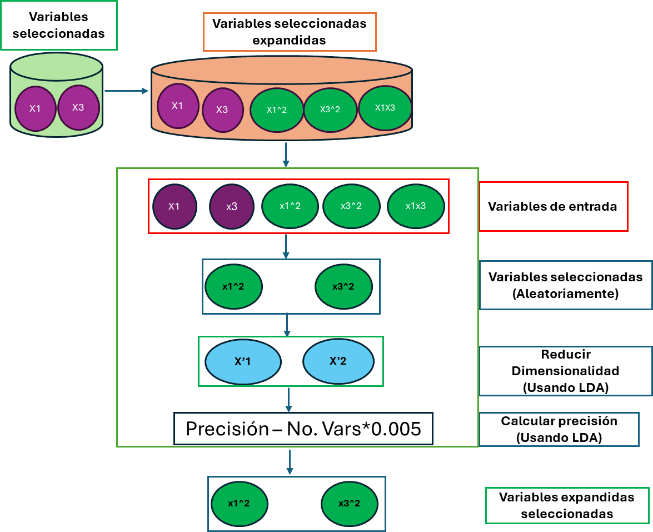 Variables
seleccionadas
Variables seleccionadas
expandidas
X1
X3
X1
X3
X1^2
X3^2
X1X3
X1
x3
x1^2
x3^2
x1x3
Variables de entrada
x1^2
x3^2
Variables seleccionadas
(Aleatoriamente)
X’1
X’2
Reducir
Dimensionalidad
(Usando LDA)
Precisión – No. Vars*0.005
Calcular precisión
(Usando LDA)
x1^2
x3^2
Variables expandidas
seleccionadas